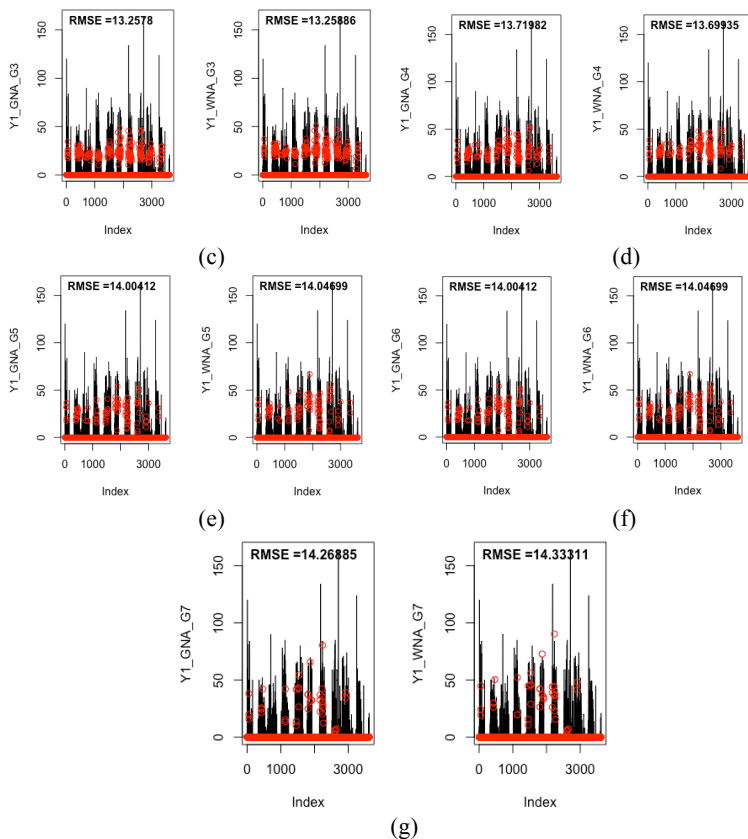 RMSE =13.2578
Y1_GNA_G3
0 50 100 150
0 1000 3000
Index
RMSE =13.25886
Y1_WNA_G3
0 50 100 150
0 1000 3000
Index
(c)
RMSE =13.71982
Y1_GNA_G4
0 50 100 150
0 1000 3000
Index
RMSE =13.69935
Y1_WNA_G4
0 50 100 150
0 1000 3000
Index
(d)
RMSE =14.00412
Y1_GNA_G5
0 50 100 150
0 1000 3000
Index
RMSE =14.04699
Y1_WNA_G5
0 50 100 150
0 1000 3000
Index
(e)
RMSE =14.00412
Y1_GNA_G6
0 50 100 150
0 1000 3000
Index
RMSE =14.04699
Y1_WNA_G6
0 50 100 150
0 1000 3000
Index
(f)
RMSE =14.26885
Y1_GNA_G7
0 50 100 150
0 1000 3000
Index
RMSE =14.33311
Y1_WNA_G7
0 50 100 150
0 1000 3000
Index
(g)